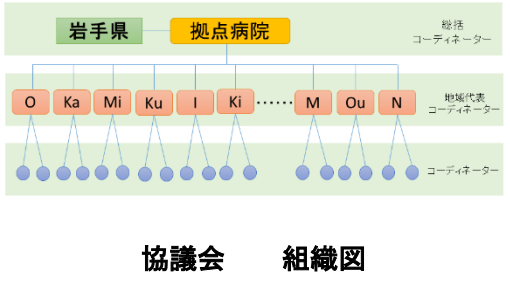 岩手県 拠点病院
総括
コーディネーター
O Ka Mi Ku I Ki ・・・・・・ M Ou N
地域代表
コーディネーター
コーディネーター
協議会 組織図